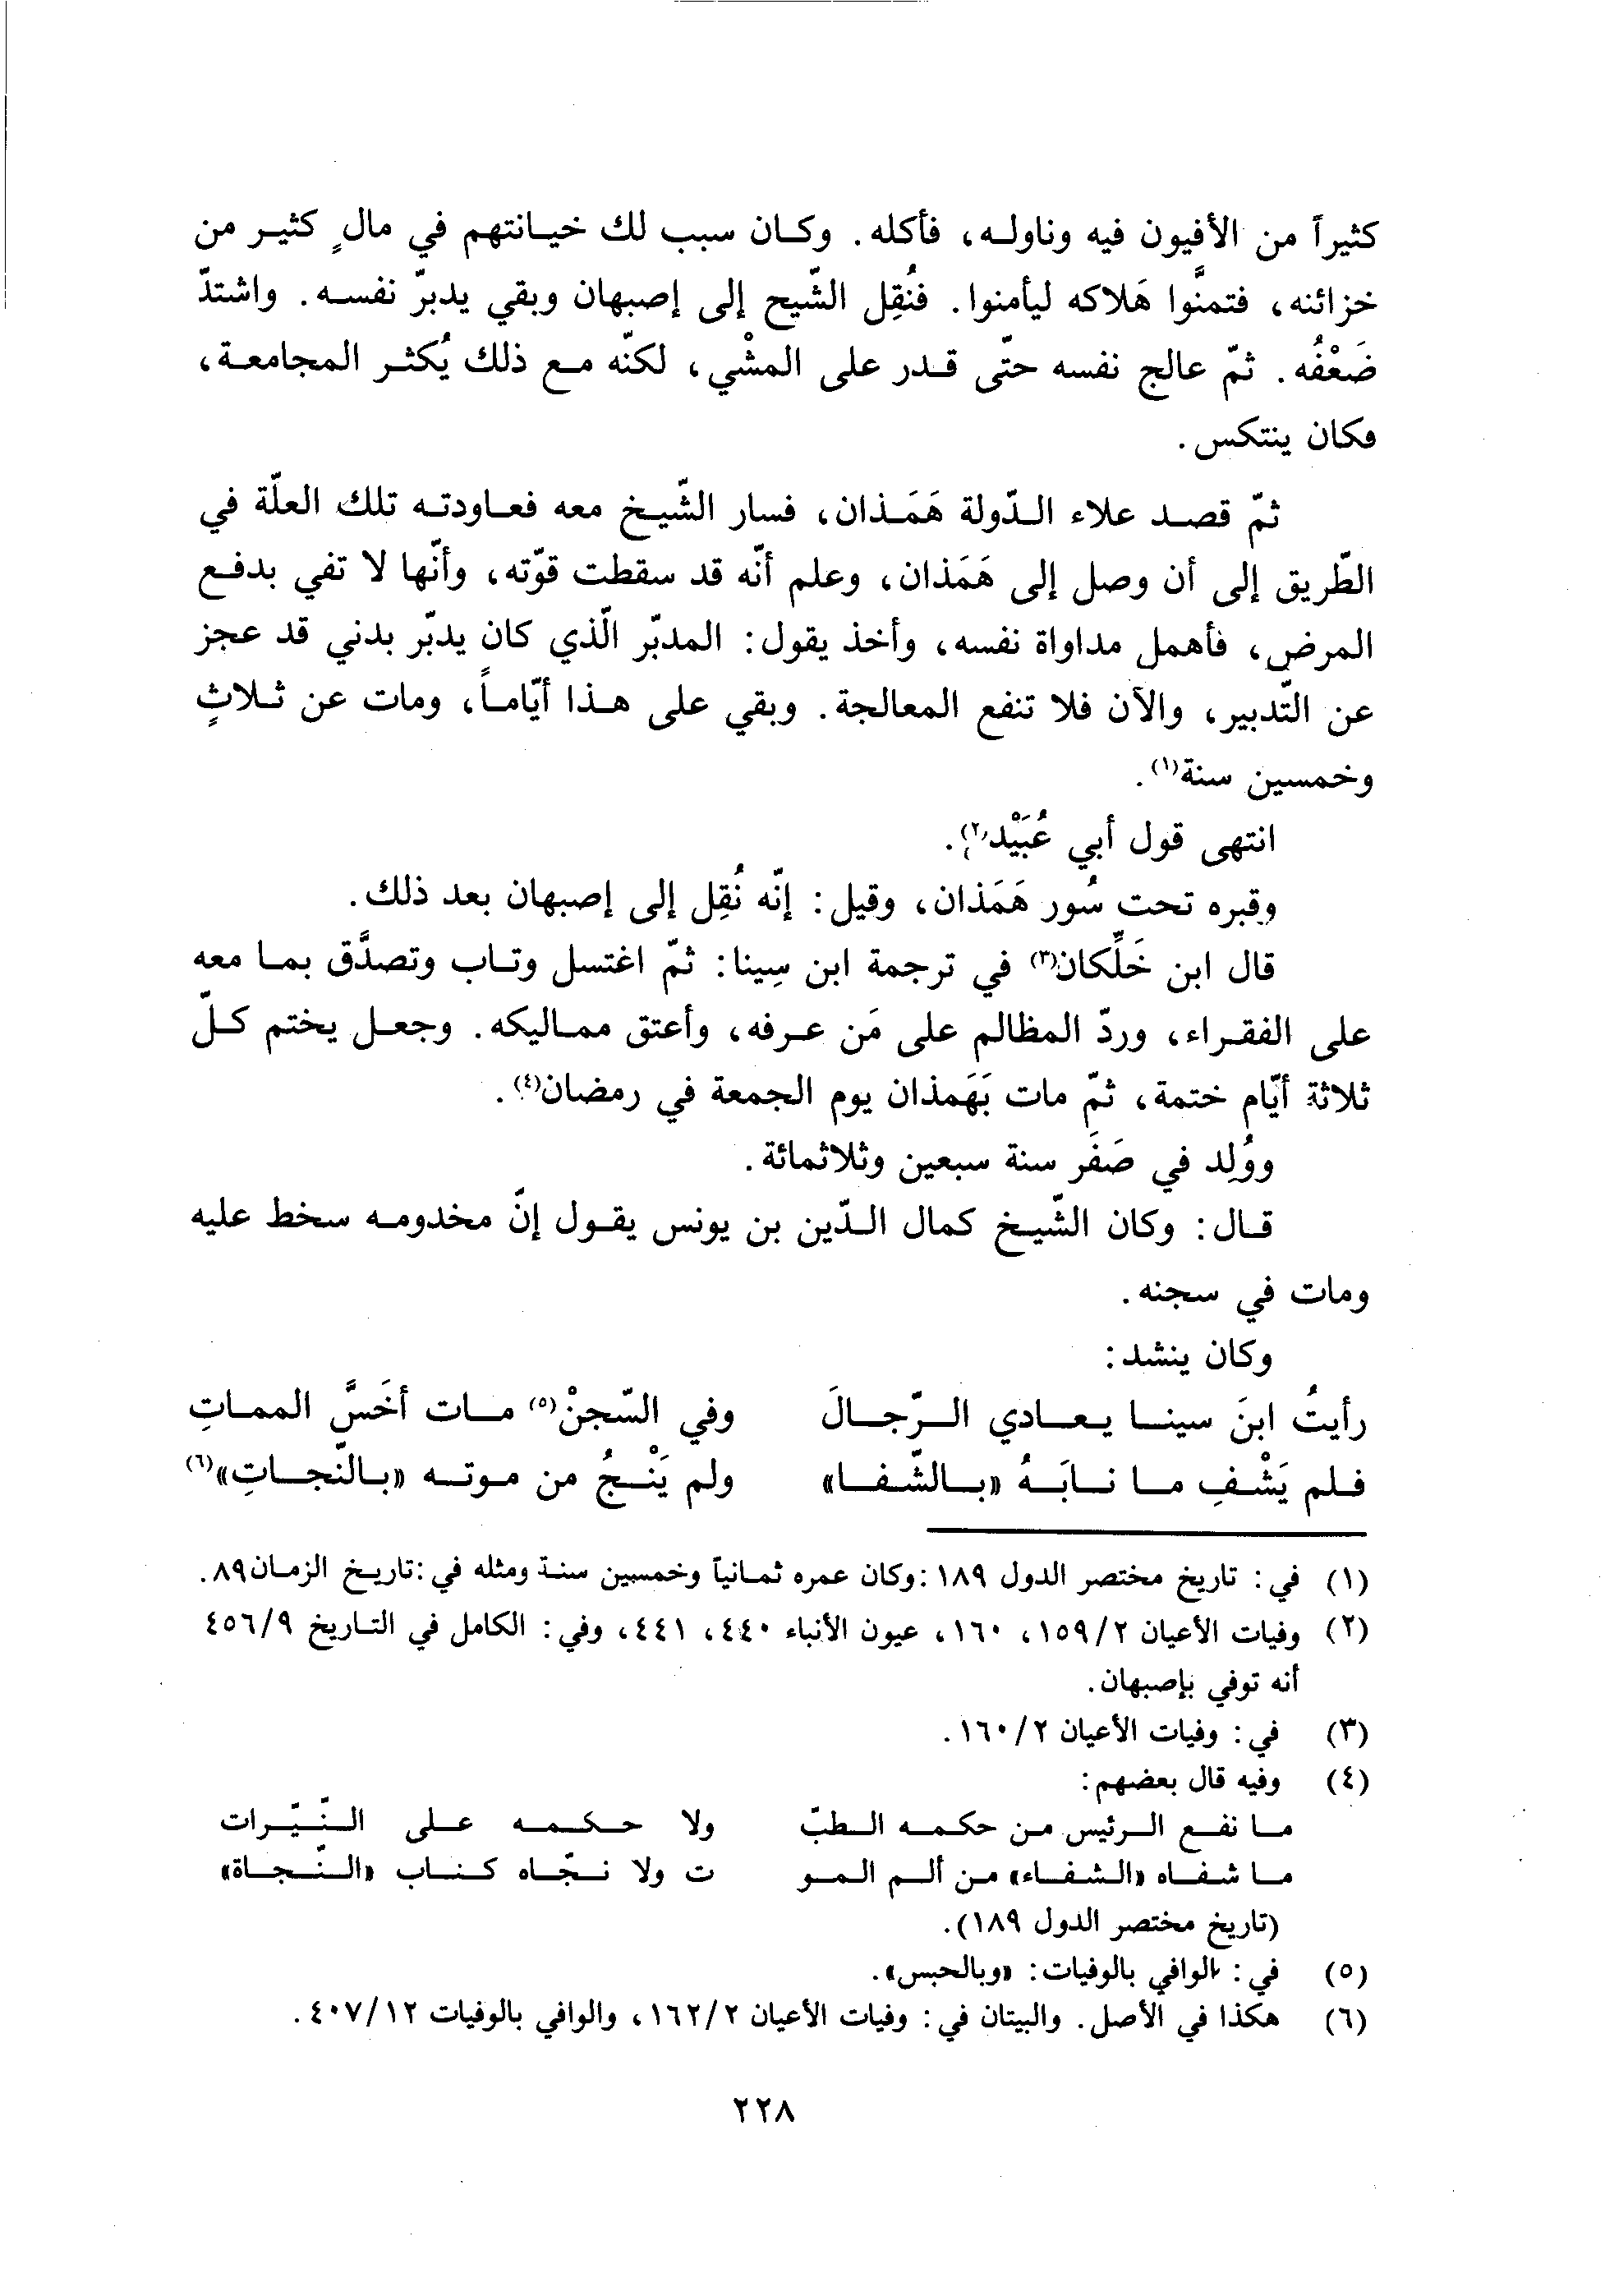 كثيراً من الأفيون فيه وناوله، فأكله. وكان سبب لك خيانتهم في مالٍ كثير من
خزائنه، فتمنَّوا هَلاكه ليأمنوا. فنُقِل الشّيح إلى إصبهان وبقي يدبرّ نفسه. واشتدّ
ضَعْفُه. ثمّ عالج نفسه حتّى قدر على المشْي، لكنّه مع ذلك يُكثر المجامعة،
فكان ينتكس.
ثمّ قصد علاء الدّولة هَمَذان، فسار الشّيخ معه فعاودته تلك العلّة في
الطّريق إلى أن وصل إلى هَمَذان، وعلم أنّه قد سقطت قوّته، وأنّها لا تفي بدفع
المرض، فأهمل مداواة نفسه، وأخذ يقول: المدبّر الّذي كان يدبّر بدني قد عجز
عن التّدبير، والآن فلا تنفع المعالجة. وبقي على هذا أيّاماً، ومات عن ثلاثٍ
وخمسين سنة(١).
انتهى قول أبي عُبَيْد(٢).
وقبره تحت سُور هَمَذان، وقيل: إنّه نُقِل إلى إصبهان بعد ذلك.
قال ابن خَلِّكان(٣) في ترجمة ابن سِينا: ثمّ اغتسل وتاب وتصدَّق بما معه
على الفقراء، وردّ المظالم على مَن عرفه، وأعتق مماليكه. وجعل يختم كلّ
ثلاثة أيّام ختمة، ثمّ مات بَهَمذان يوم الجمعة في رمضان(٤).
ووُلِد في صَفَر سنة سبعين وثلاثمائة.
قال: وكان الشّيخ كمال الدّين بن يونس يقول إنّ مخدومه سخط عليه
ومات في سجنه.
وكان ينشد:
رأيتُ ابنَ سينا يعادي الرّجالَ وفي السّجنْ(٥) مات أخَسَّ المماتِ
فلم يَشْفِ ما نابَهُ «بالشّفا» ولم يَنْجُ من موته «بالنّجاتِ»(٦)
(١) في: تاريخ مختصر الدول ١٨٩: وكان عمره ثمانياً وخمسين سنة ومثله في: تاريخ الزمان ٨٩.
(٢) وفيات الأعيان ١٥٩/٢، ١٦٠، عيون الأنباء ٤٤٠، ٤٤١، وفي: الكامل في التاريخ ٤٥٦/٩
أنه توفي بإصبهان.
(٣) في: وفيات الأعيان ١٦٠/٢.
(٤) وفيه قال بعضهم:
ما نفع الرئيس من حكمه الطبّ ولا حكمه على النّيّرات
ما شفاه «الشفاء» من ألم المو ت ولا نجّاه كتاب «النّجاة»
(تاريخ مختصر الدول ١٨٩).
(٥) في: الوافي بالوفيات: «وبالحبس».
(٦) هكذا في الأصل. والبيتان في: وفيات الأعيان ١٦٢/٢، والوافي بالوفيات ٤٠٧/١٢.
٢٢٨